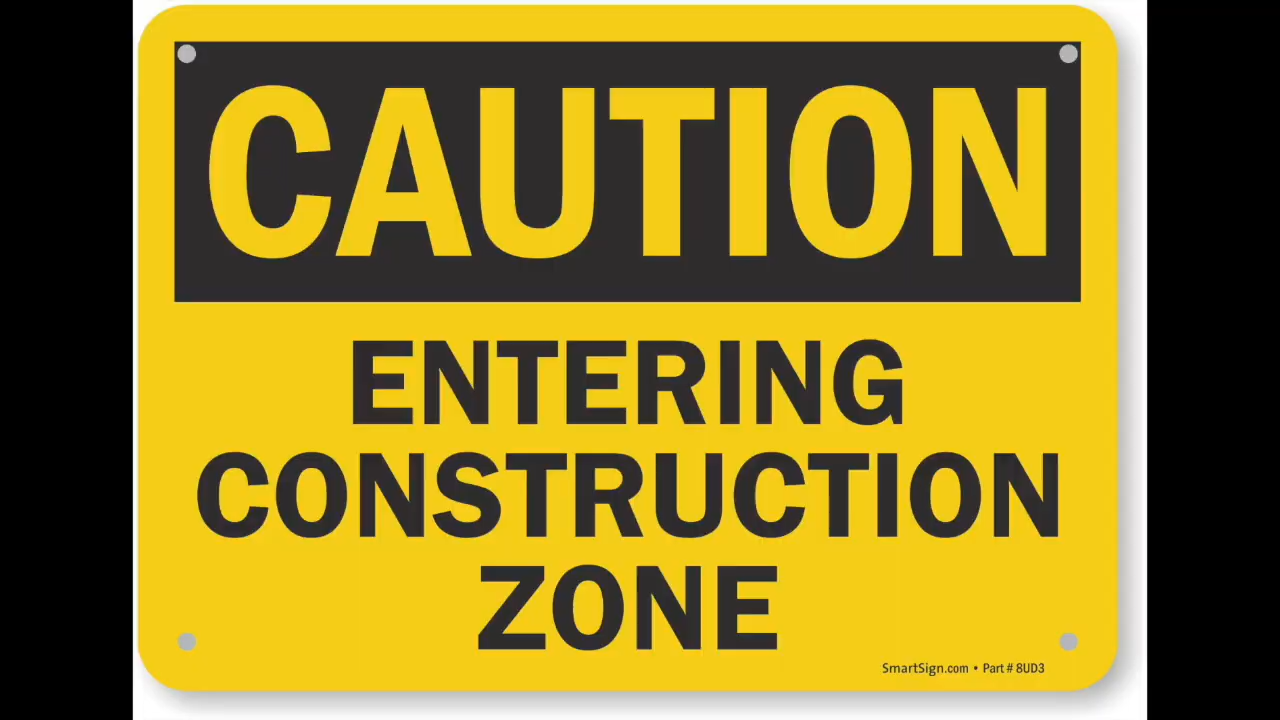 CAUTION
ENTERING
CONSTRUCTION
ZONE
SmartSign.com • Part # 8UD3